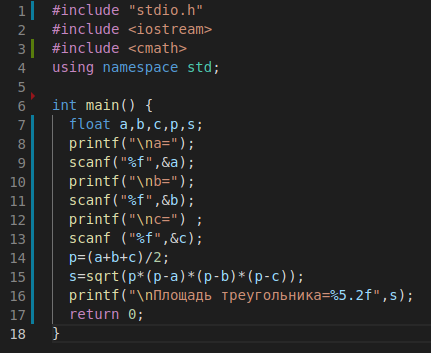 1 #include "stdio.h"
2 #include <iostream>
3 #include <cmath>
4 using namespace std;
5
6 int main() {
7 float a,b,c,p,s;
8 printf("\na=");
9 scanf("%f",&a);
10 printf("\nb=");
11 scanf("%f",&b);
12 printf("\nc=") ;
13 scanf ("%f",&c);
14 p=(a+b+c)/2;
15 s=sqrt(p*(p-a)*(p-b)*(p-c));
16 printf("\nПлощадь треугольника=%5.2f",s);
17 return 0;
18 }